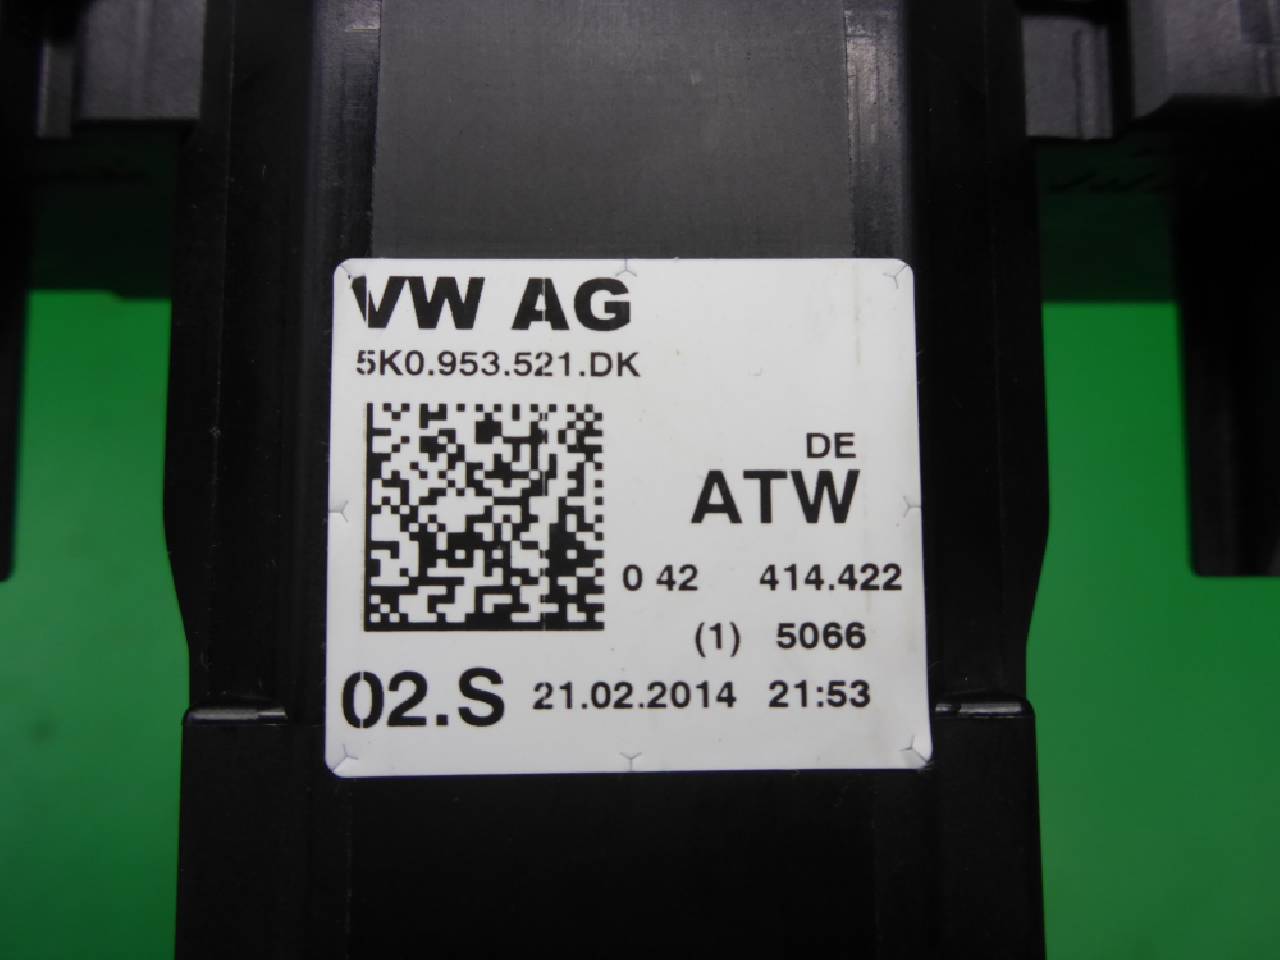 VW AG
5K0.953.521.DK
DE
ATW
0 42 414.422
(1) 5066
02.S 21.02.2014 21:53